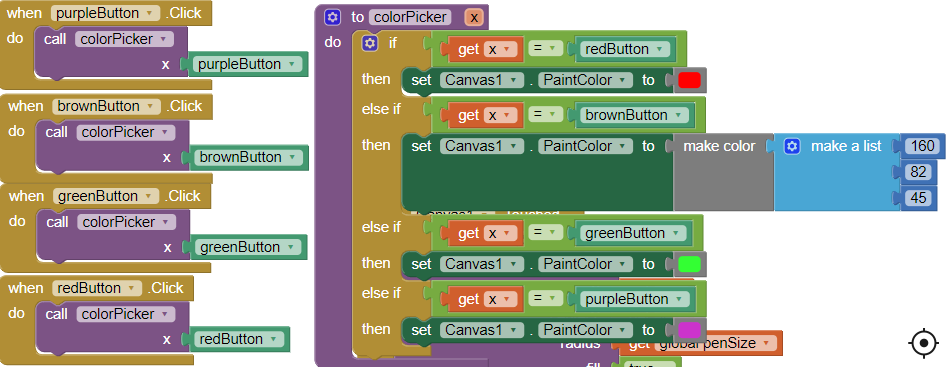 when purpleButton .Click
do call colorPicker
x purpleButton
when brownButton .Click
do call colorPicker
x brownButton
when greenButton .Click
do call colorPicker
x greenButton
when redButton .Click
do call colorPicker
x redButton
to colorPicker x
do if get x = redButton
then set Canvas1 . PaintColor to
else if get x = brownButton
then set Canvas1 . PaintColor to make color make a list 160
82
45
else if get x = greenButton
then set Canvas1 . PaintColor to
else if get x = purpleButton
then set Canvas1 . PaintColor to
radius get global penSize
fill true